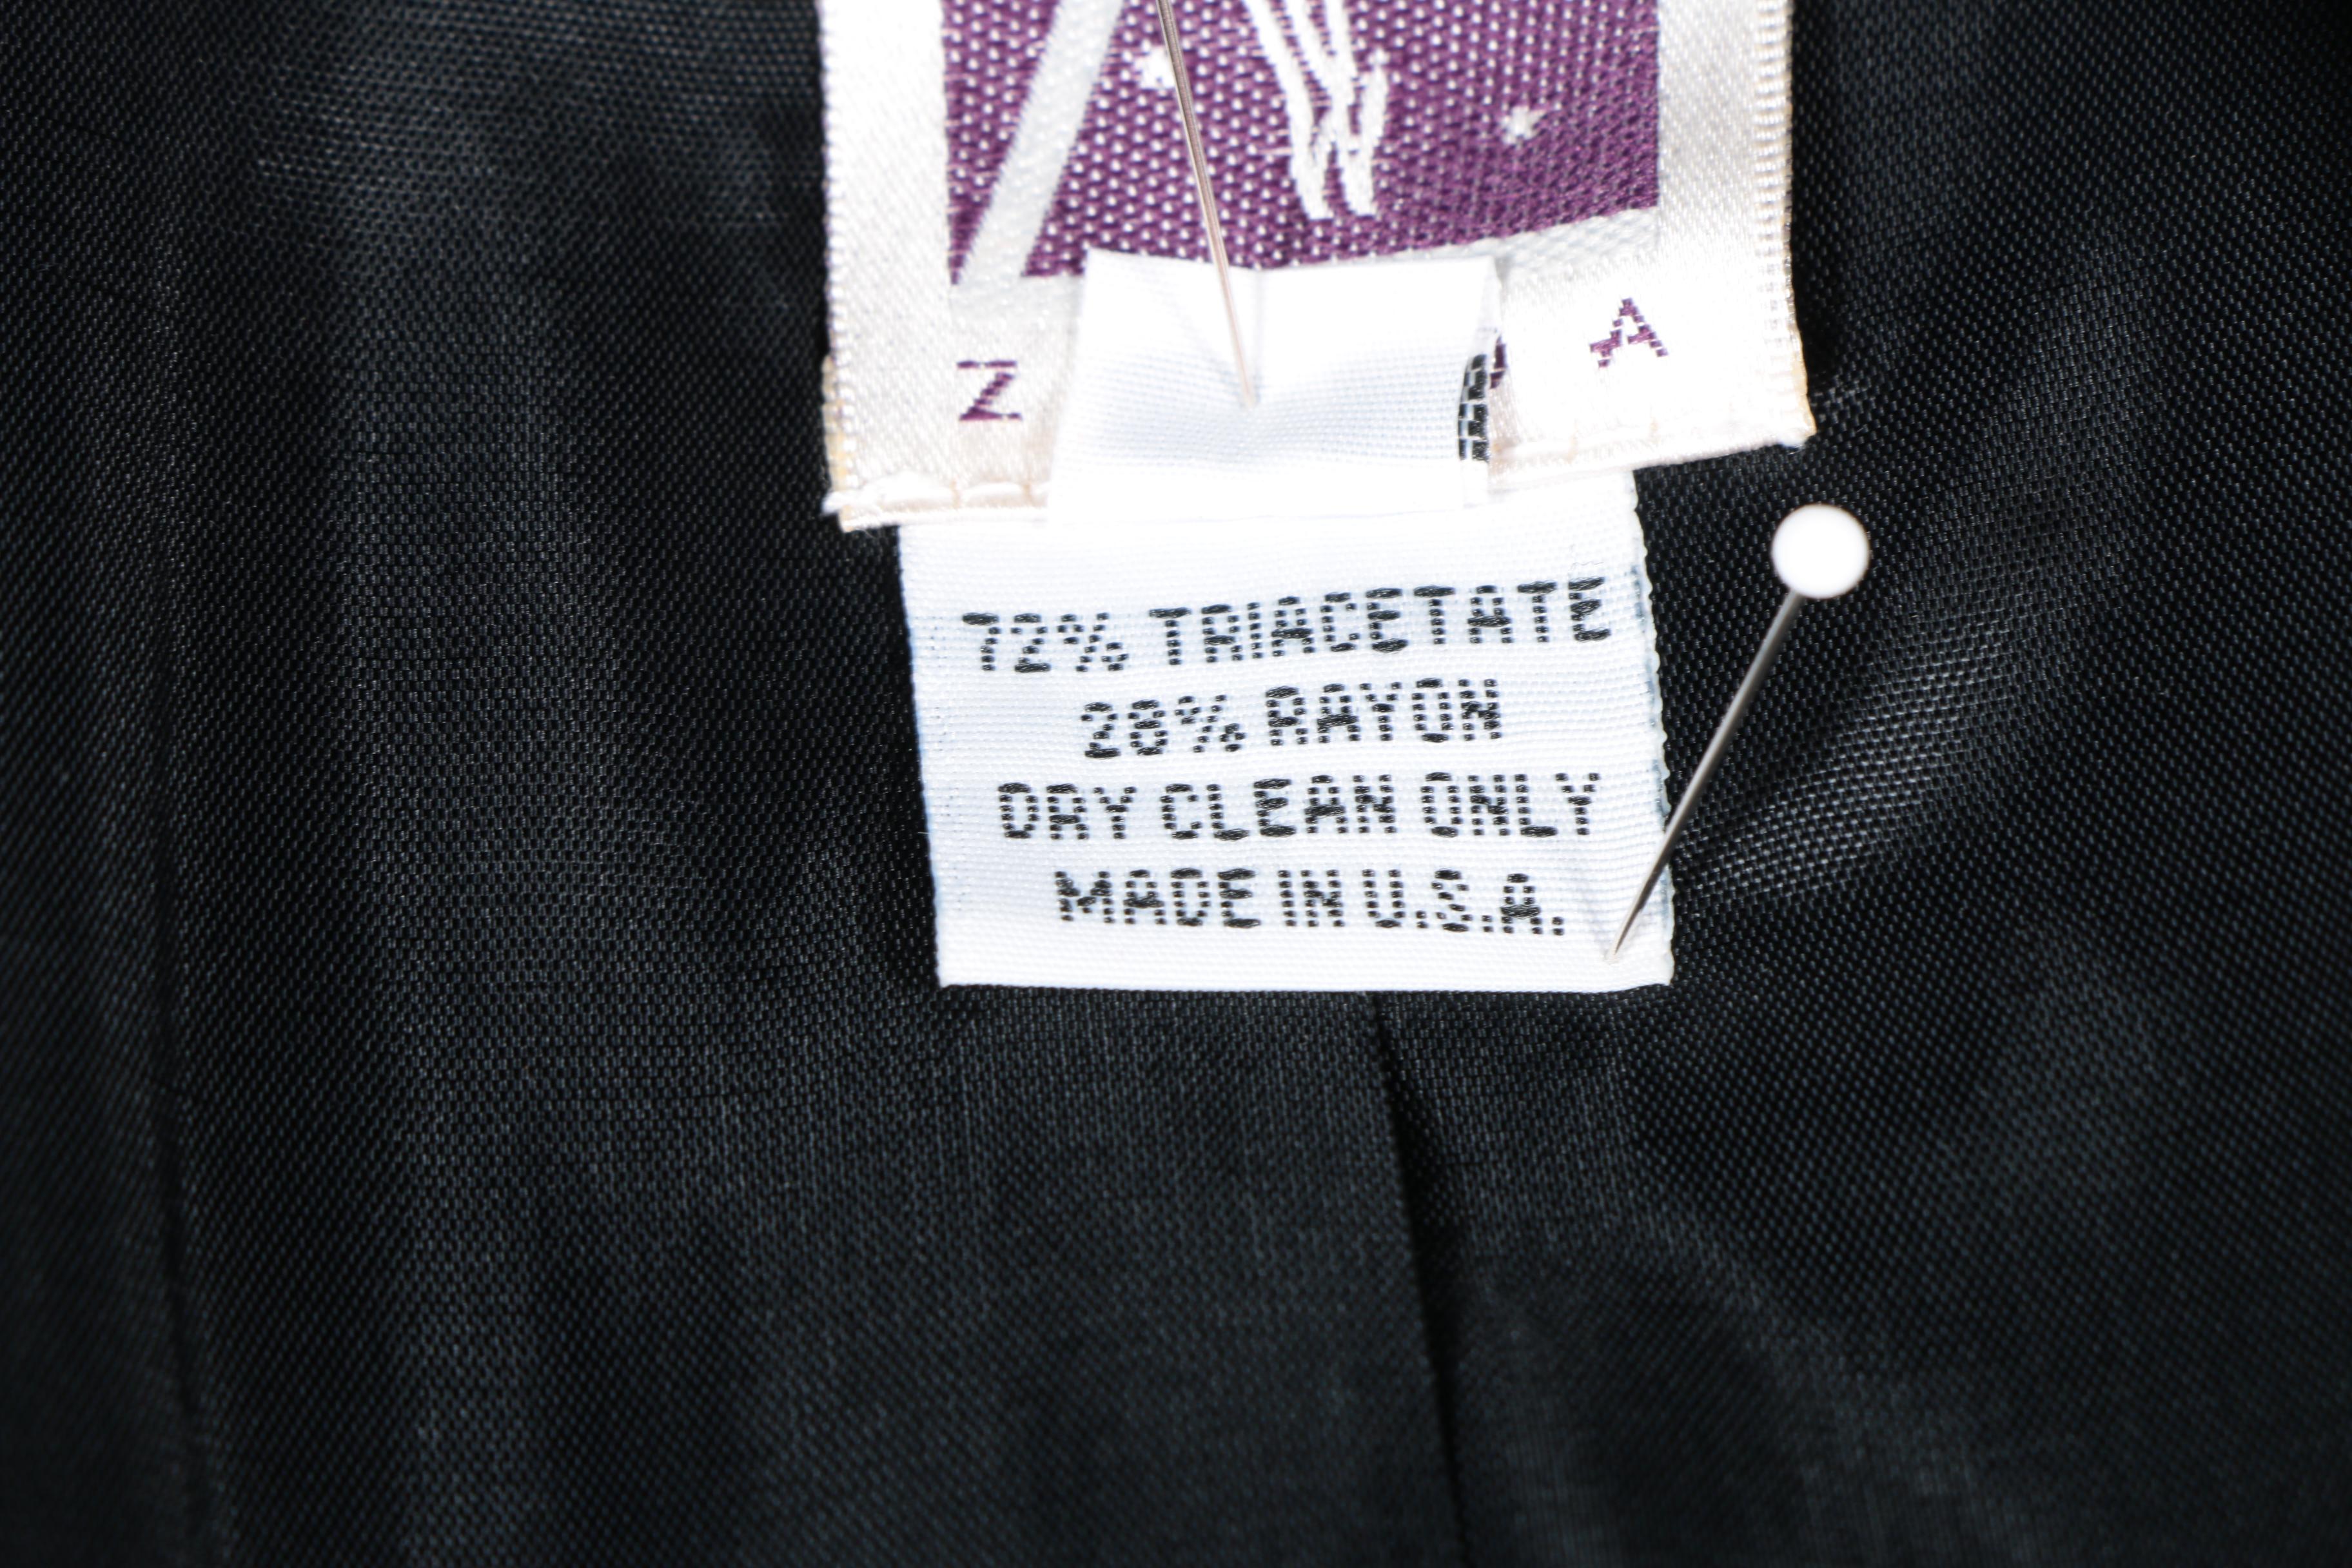 Z A
72% TRIACETATE
28% RAYON
DRY CLEAN ONLY
MADE IN U.S.A.